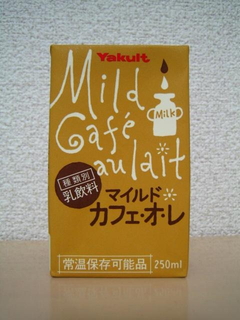 Yakult
Mild
Café
MilK
au lait
種類別
乳飲料
マイルド
カフェ・オ・レ
常温保存可能品
250ml